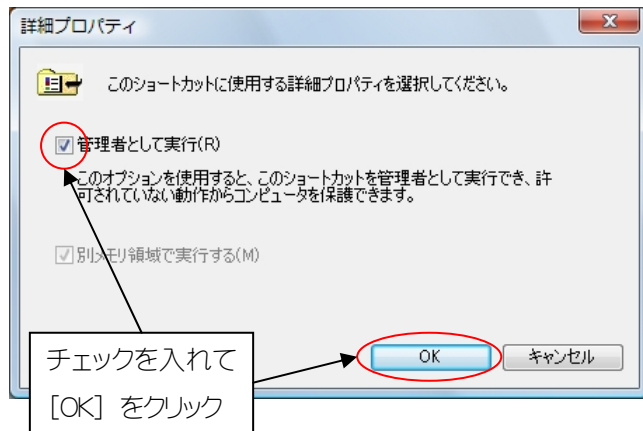 詳細プロパティ
このショートカットに使用する詳細プロパティを選択してください。
管理者として実行(R)
このオプションを使用すると、このショートカットを管理者として実行でき、許
可されていない動作からコンピュータを保護できます。
別メモリ領域で実行する(M)
OK
キャンセル
チェックを入れて
[OK] をクリック